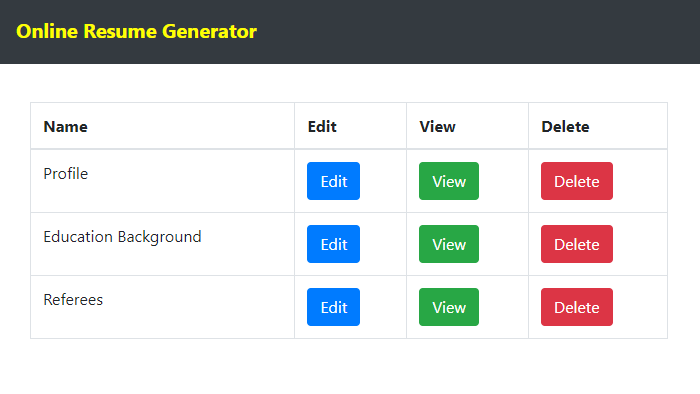 Online Resume Generator
Name Edit View Delete
Profile Edit View Delete
Education Background Edit View Delete
Referees Edit View Delete